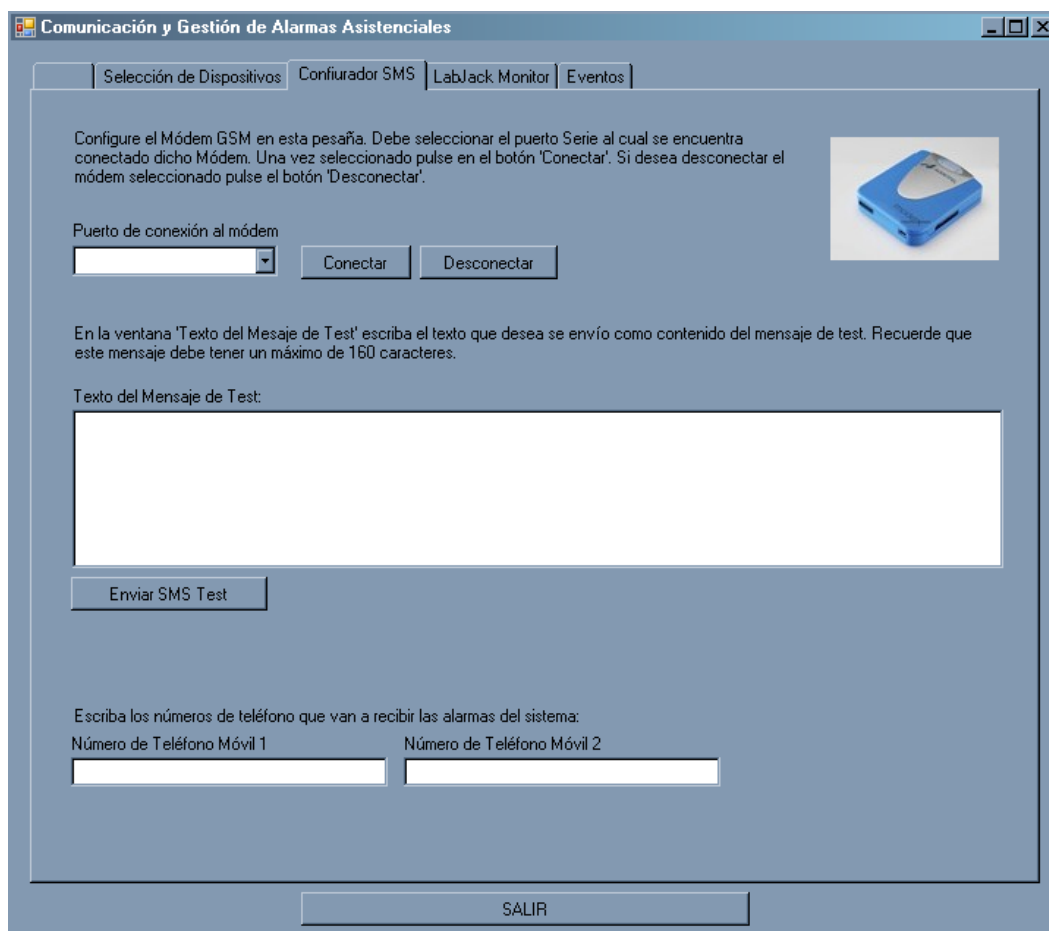 Comunicación y Gestión de Alarmas Asistenciales
Selección de Dispositivos
Confiurador SMS
LabJack Monitor
Eventos
Configure el Módem GSM en esta pesaña. Debe seleccionar el puerto Serie al cual se encuentra
conectado dicho Módem. Una vez seleccionado pulse en el botón 'Conectar'. Si desea desconectar el
módem seleccionado pulse el botón 'Desconectar'.
Puerto de conexión al módem
Conectar
Desconectar
En la ventana 'Texto del Mesaje de Test' escriba el texto que desea se envío como contenido del mensaje de test. Recuerde que
este mensaje debe tener un máximo de 160 caracteres.
Texto del Mensaje de Test:
Enviar SMS Test
Escriba los números de teléfono que van a recibir las alarmas del sistema:
Número de Teléfono Móvil 1
Número de Teléfono Móvil 2
SALIR